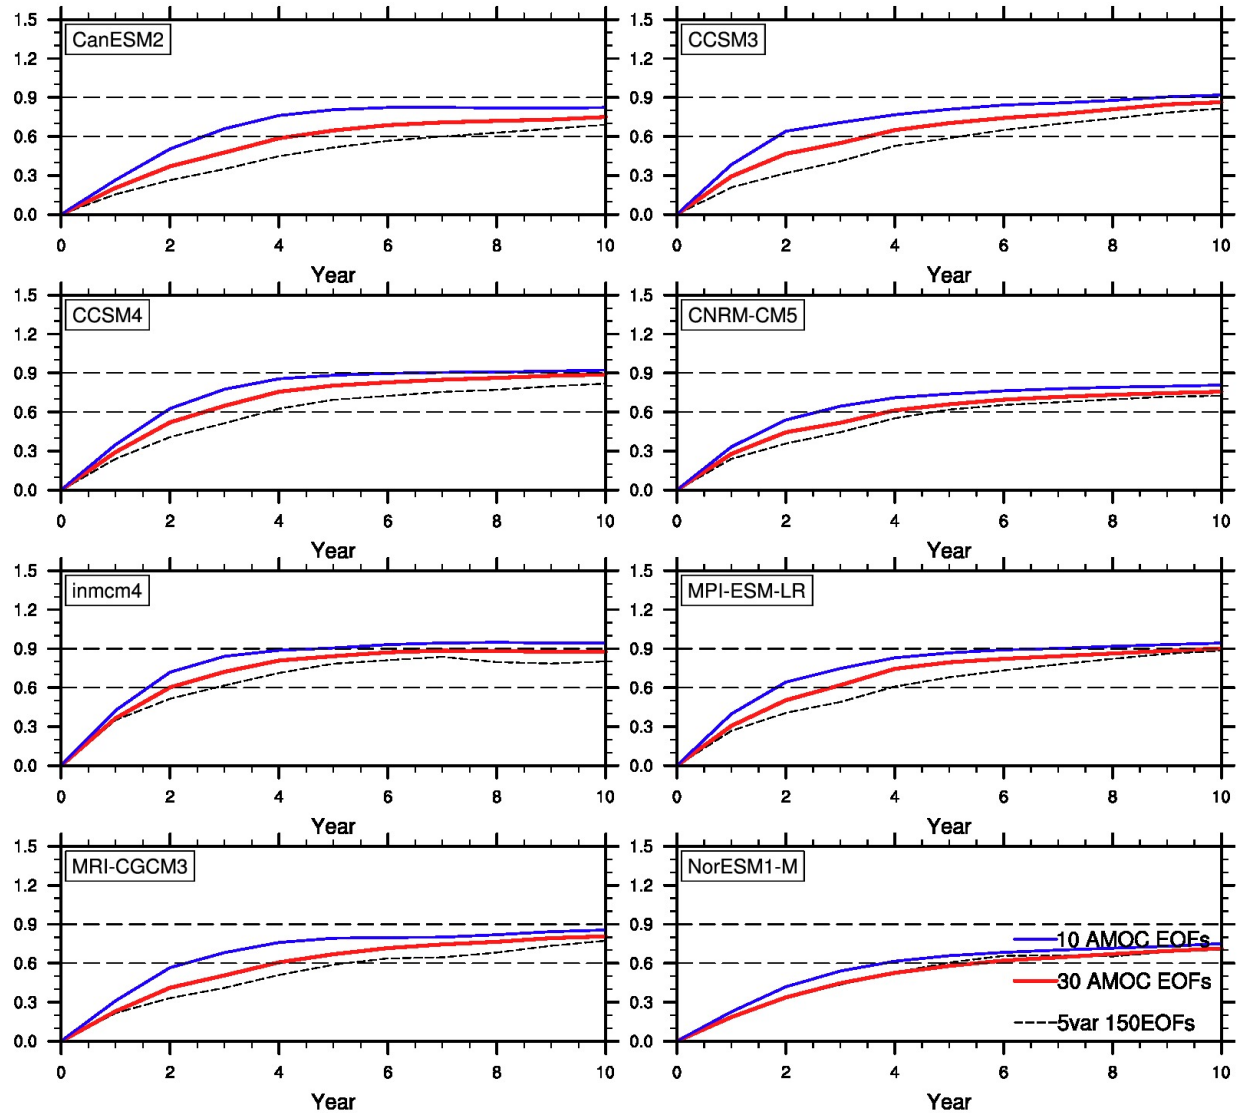 1.5 1.5
CanESM2 CCSM3
1.2 1.2
0.9 0.9
0.6 0.6
0.3 0.3
0.0 0.0
0 2 4 6 8 10 0 2 4 6 8 10
Year Year
1.5 1.5
CCSM4 CNRM-CM5
1.2 1.2
0.9 0.9
0.6 0.6
0.3 0.3
0.0 0.0
0 2 4 6 8 10 0 2 4 6 8 10
Year Year
1.5 1.5
inmcm4 MPI-ESM-LR
1.2 1.2
0.9 0.9
0.6 0.6
0.3 0.3
0.0 0.0
0 2 4 6 8 10 0 2 4 6 8 10
Year Year
1.5 1.5
MRI-CGCM3 NorESM1-M
1.2 1.2
0.9 0.9
10 AMOC EOFs
0.6 0.6
30 AMOC EOFs
0.3 0.3
5var 150EOFs
0.0 0.0
0 2 4 6 8 10 0 2 4 6 8 10
Year Year